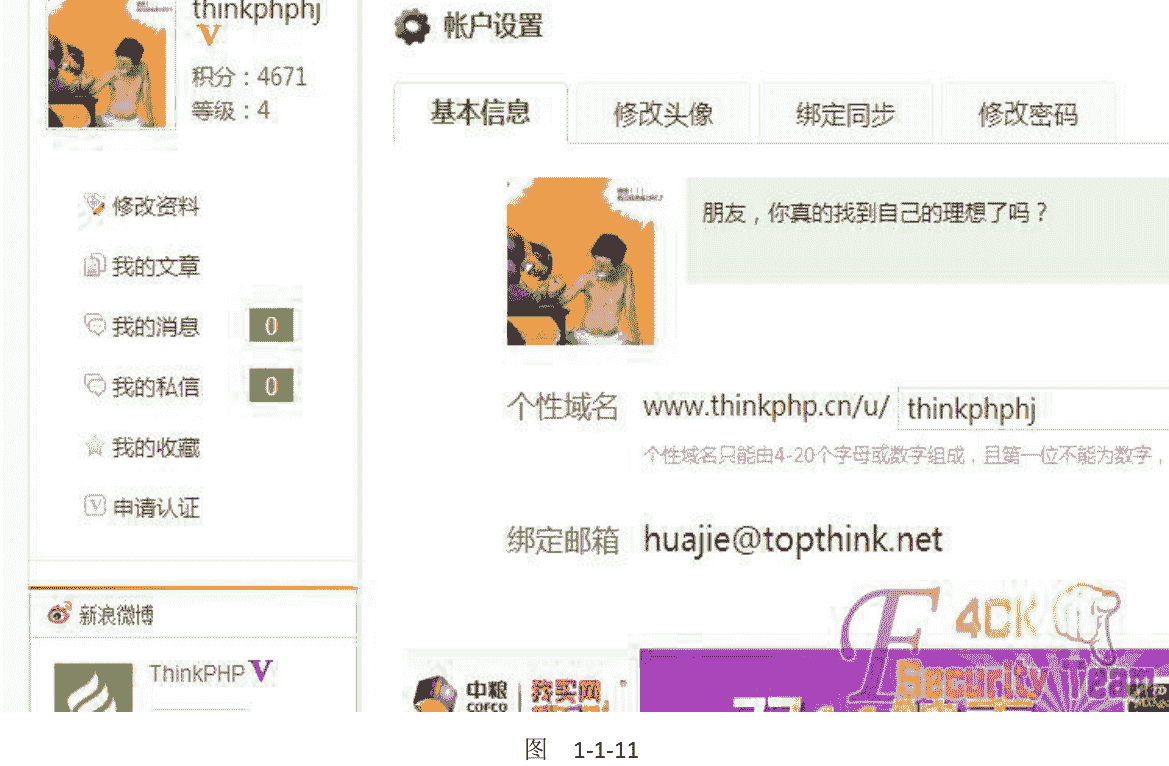 thinkphphj
V
积分：4671
等级：4
修改资料
我的文章
我的消息 0
我的私信 0
我的收藏
申请认证
新浪微博
ThinkPHP V
帐户设置
基本信息 修改头像 绑定同步 修改密码
朋友，你真的找到自己的理想了吗？
个性域名 www.thinkphp.cn/u/ thinkphphj
个性域名只能由4-20个字母或数字组成，且第一位不能为数字，
绑定邮箱 huajie@topthink.net
中粮 COFCO 我买网
F4CK
Security Team
图 1-1-11